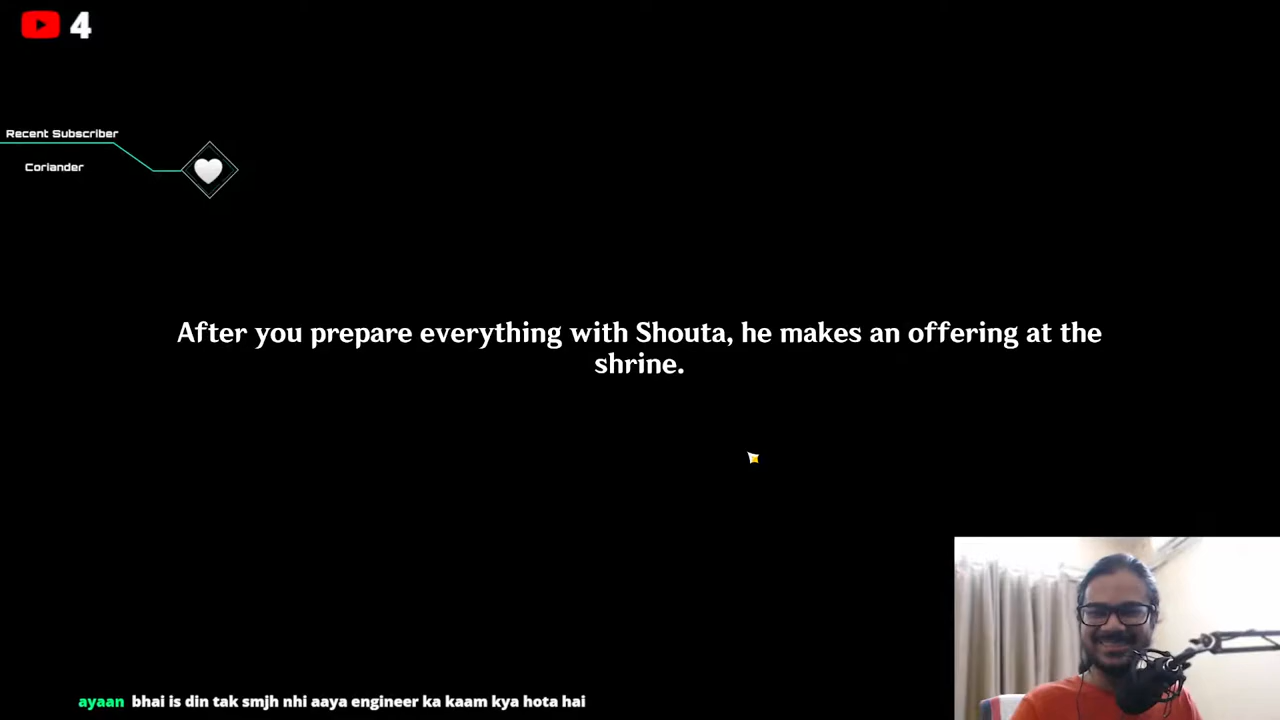 4
Recent Subscriber
Coriander
After you prepare everything with Shouta, he makes an offering at the
shrine.
ayaan bhai is din tak smjh nhi aaya engineer ka kaam kya hota hai